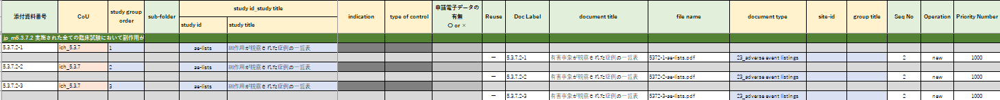 添付資料番号 CoU study group order sub-folder study id_study title indication type of control 申請電子データの有無 〇 or × Reuse Doc Label document title file name document type site-id group title Seq No Operation Priority Number
study id study title
jp_m5.3.7.2 実施された全ての臨床試験において副作用が
5.3.7.2-1 ich_5.3.7 1 ae-lists 副作用が観察された症例の一覧表
ー 5.3.7.2-1 有害事象が観察された症例の一覧表 5372-1-ae-lists.pdf 23_adverse event listings 2 new 1000
5.3.7.2-2 ich_5.3.7 2 ae-lists 副作用が観察された症例の一覧表
ー 5.3.7.2-2 有害事象が観察された症例の一覧表 5372-2-ae-lists.pdf 23_adverse event listings 2 new 1000
5.3.7.2-3 ich_5.3.7 3 ae-lists 副作用が観察された症例の一覧表
ー 5.3.7.2-3 有害事象が観察された症例の一覧表 5372-3-ae-lists.pdf 23_adverse event listings 2 new 1000